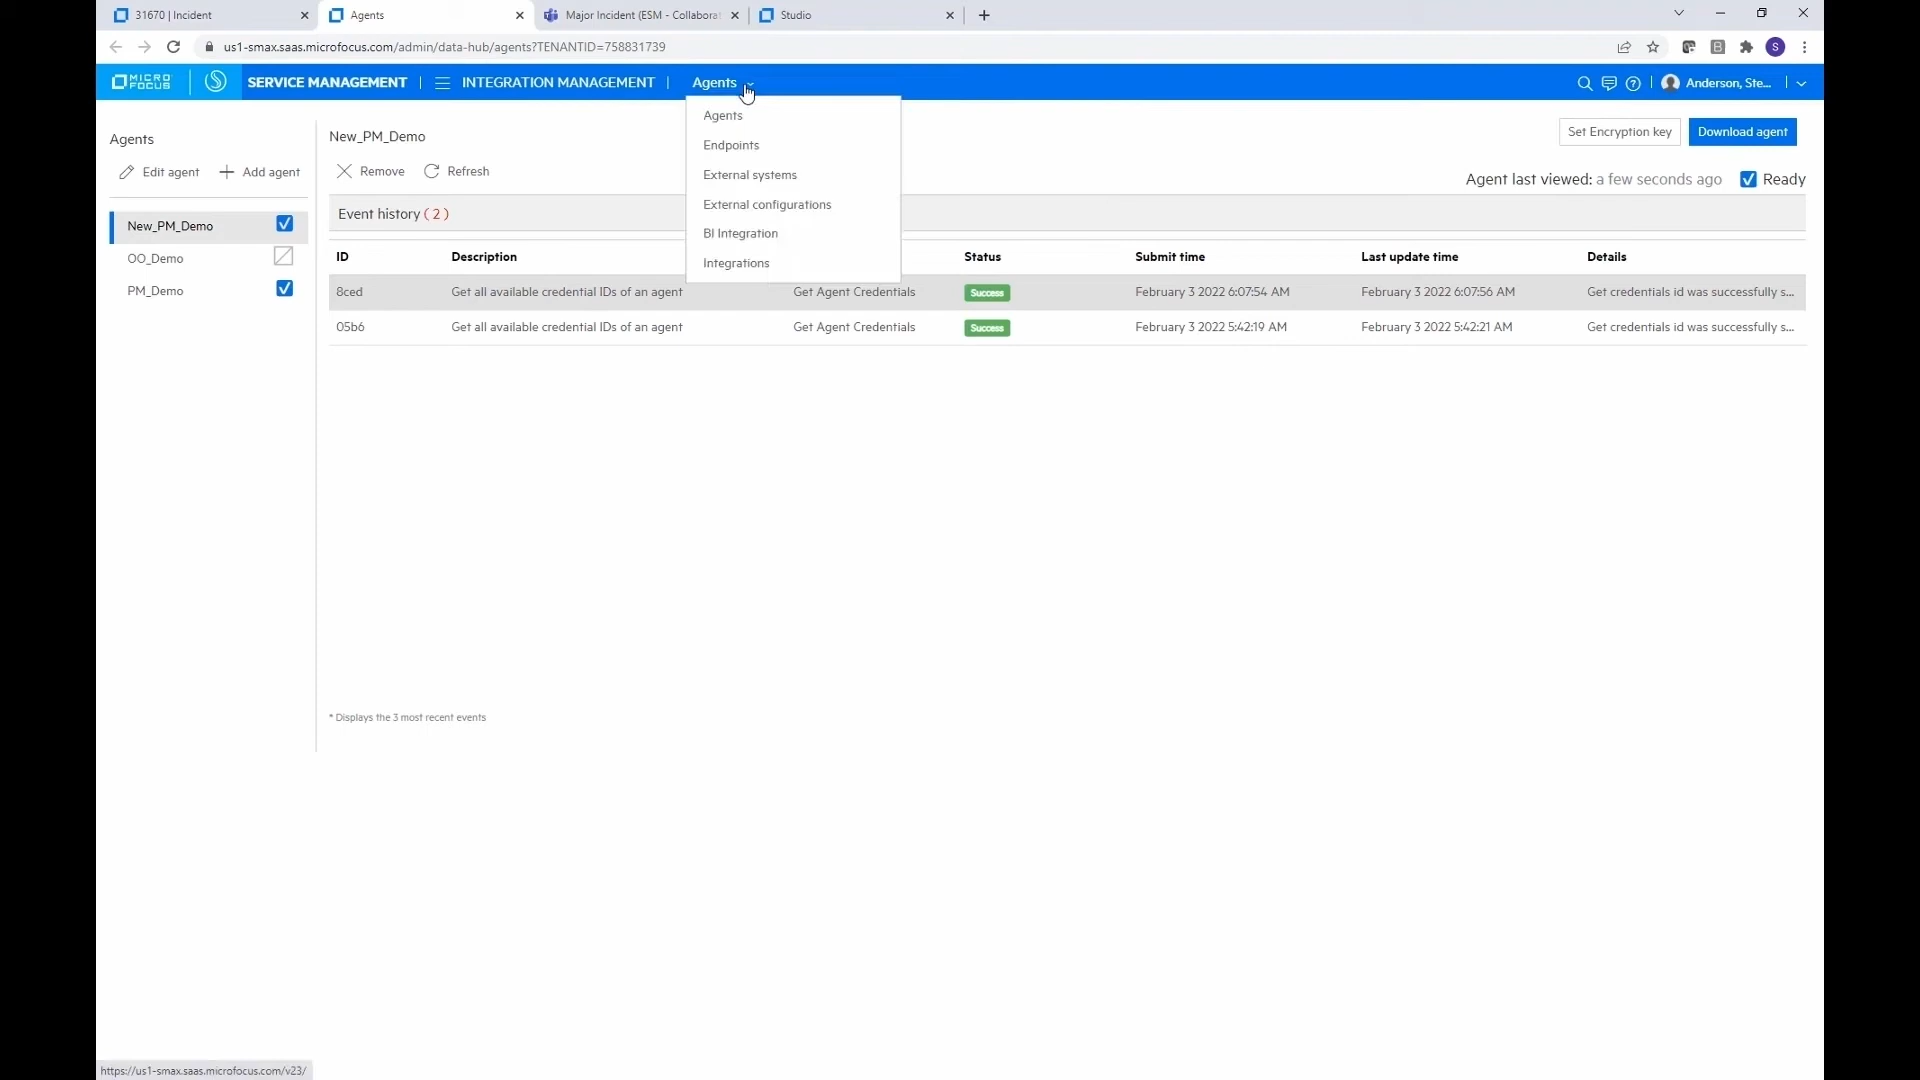 31670 | Incident
Agents
Major Incident (ESM - Collaborat
Studio
us1-smax.saas.microfocus.com/admin/data-hub/agents?TENANTID=758831739
S
MICRO FOCUS
SERVICE MANAGEMENT
INTEGRATION MANAGEMENT
Agents
Anderson, Ste...
Agents
Endpoints
External systems
External configurations
BI Integration
Integrations
Agents
Edit agent
Add agent
New_PM_Demo
OO_Demo
PM_Demo
New_PM_Demo
Set Encryption key
Download agent
Remove
Refresh
Agent last viewed: a few seconds ago
Ready
Event history ( 2 )
ID Description Status Submit time Last update time Details
8ced Get all available credential IDs of an agent Get Agent Credentials Success February 3 2022 6:07:54 AM February 3 2022 6:07:56 AM Get credentials id was successfully s...
05b6 Get all available credential IDs of an agent Get Agent Credentials Success February 3 2022 5:42:19 AM February 3 2022 5:42:21 AM Get credentials id was successfully s...
* Displays the 3 most recent events
https://us1-smax.saas.microfocus.com/v23/